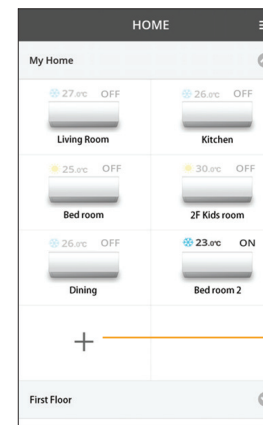 HOME
My Home
27.0°C OFF
26.0°C OFF
Living Room
Kitchen
25.0°C OFF
30.0°C OFF
Bed room
2F Kids room
26.0°C OFF
23.0°C ON
Dining
Bed room 2
+
First Floor